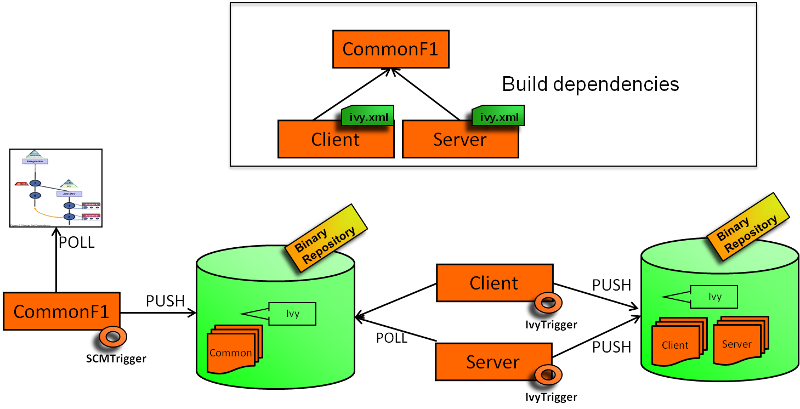 CommonF1
Build dependencies
ivy.xml
ivy.xml
Client
Server
POLL
Binary
Repository
Binary
Repository
CommonF1
PUSH
SCMTrigger
Ivy
Common
Client
IvyTrigger
POLL
Server
IvyTrigger
PUSH
PUSH
Ivy
Client
Server